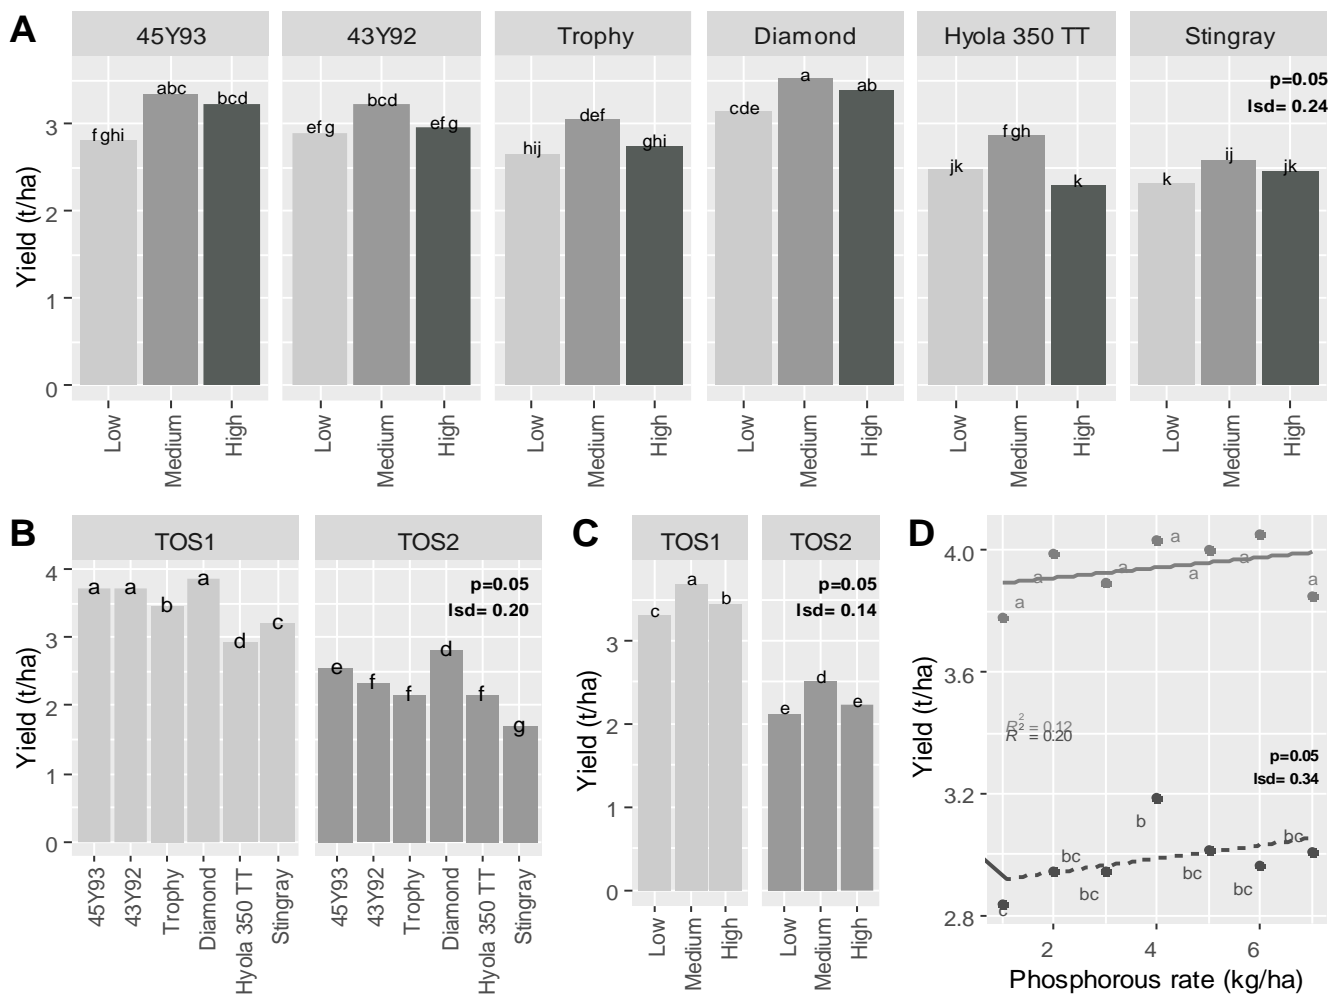 A
45Y93 43Y92 Trophy Diamond Hyola 350 TT Stingray
p=0.05
lsd= 0.24
Yield (t/ha)
3
2
1
0
fghi abc bcd
efg bcd efg
hij def ghi
cde a ab
jk fgh k
k ij jk
Low Medium High Low Medium High Low Medium High Low Medium High Low Medium High Low Medium High
B
TOS1 TOS2
p=0.05
lsd= 0.20
Yield (t/ha)
4
3
2
1
0
a a b a d c
e f f d f g
45Y93 43Y92 Trophy Diamond Hyola 350 TT Stingray 45Y93 43Y92 Trophy Diamond Hyola 350 TT Stingray
C
TOS1 TOS2
p=0.05
lsd= 0.14
Yield (t/ha)
3
2
1
0
c a b
e d e
Low Medium High Low Medium High
D
Yield (t/ha)
4.0
3.6
3.2
2.8
a a a a a a a
R² = 0.12
R² = 0.20
p=0.05
lsd= 0.34
c bc bc b bc bc bc
2 4 6
Phosphorous rate (kg/ha)